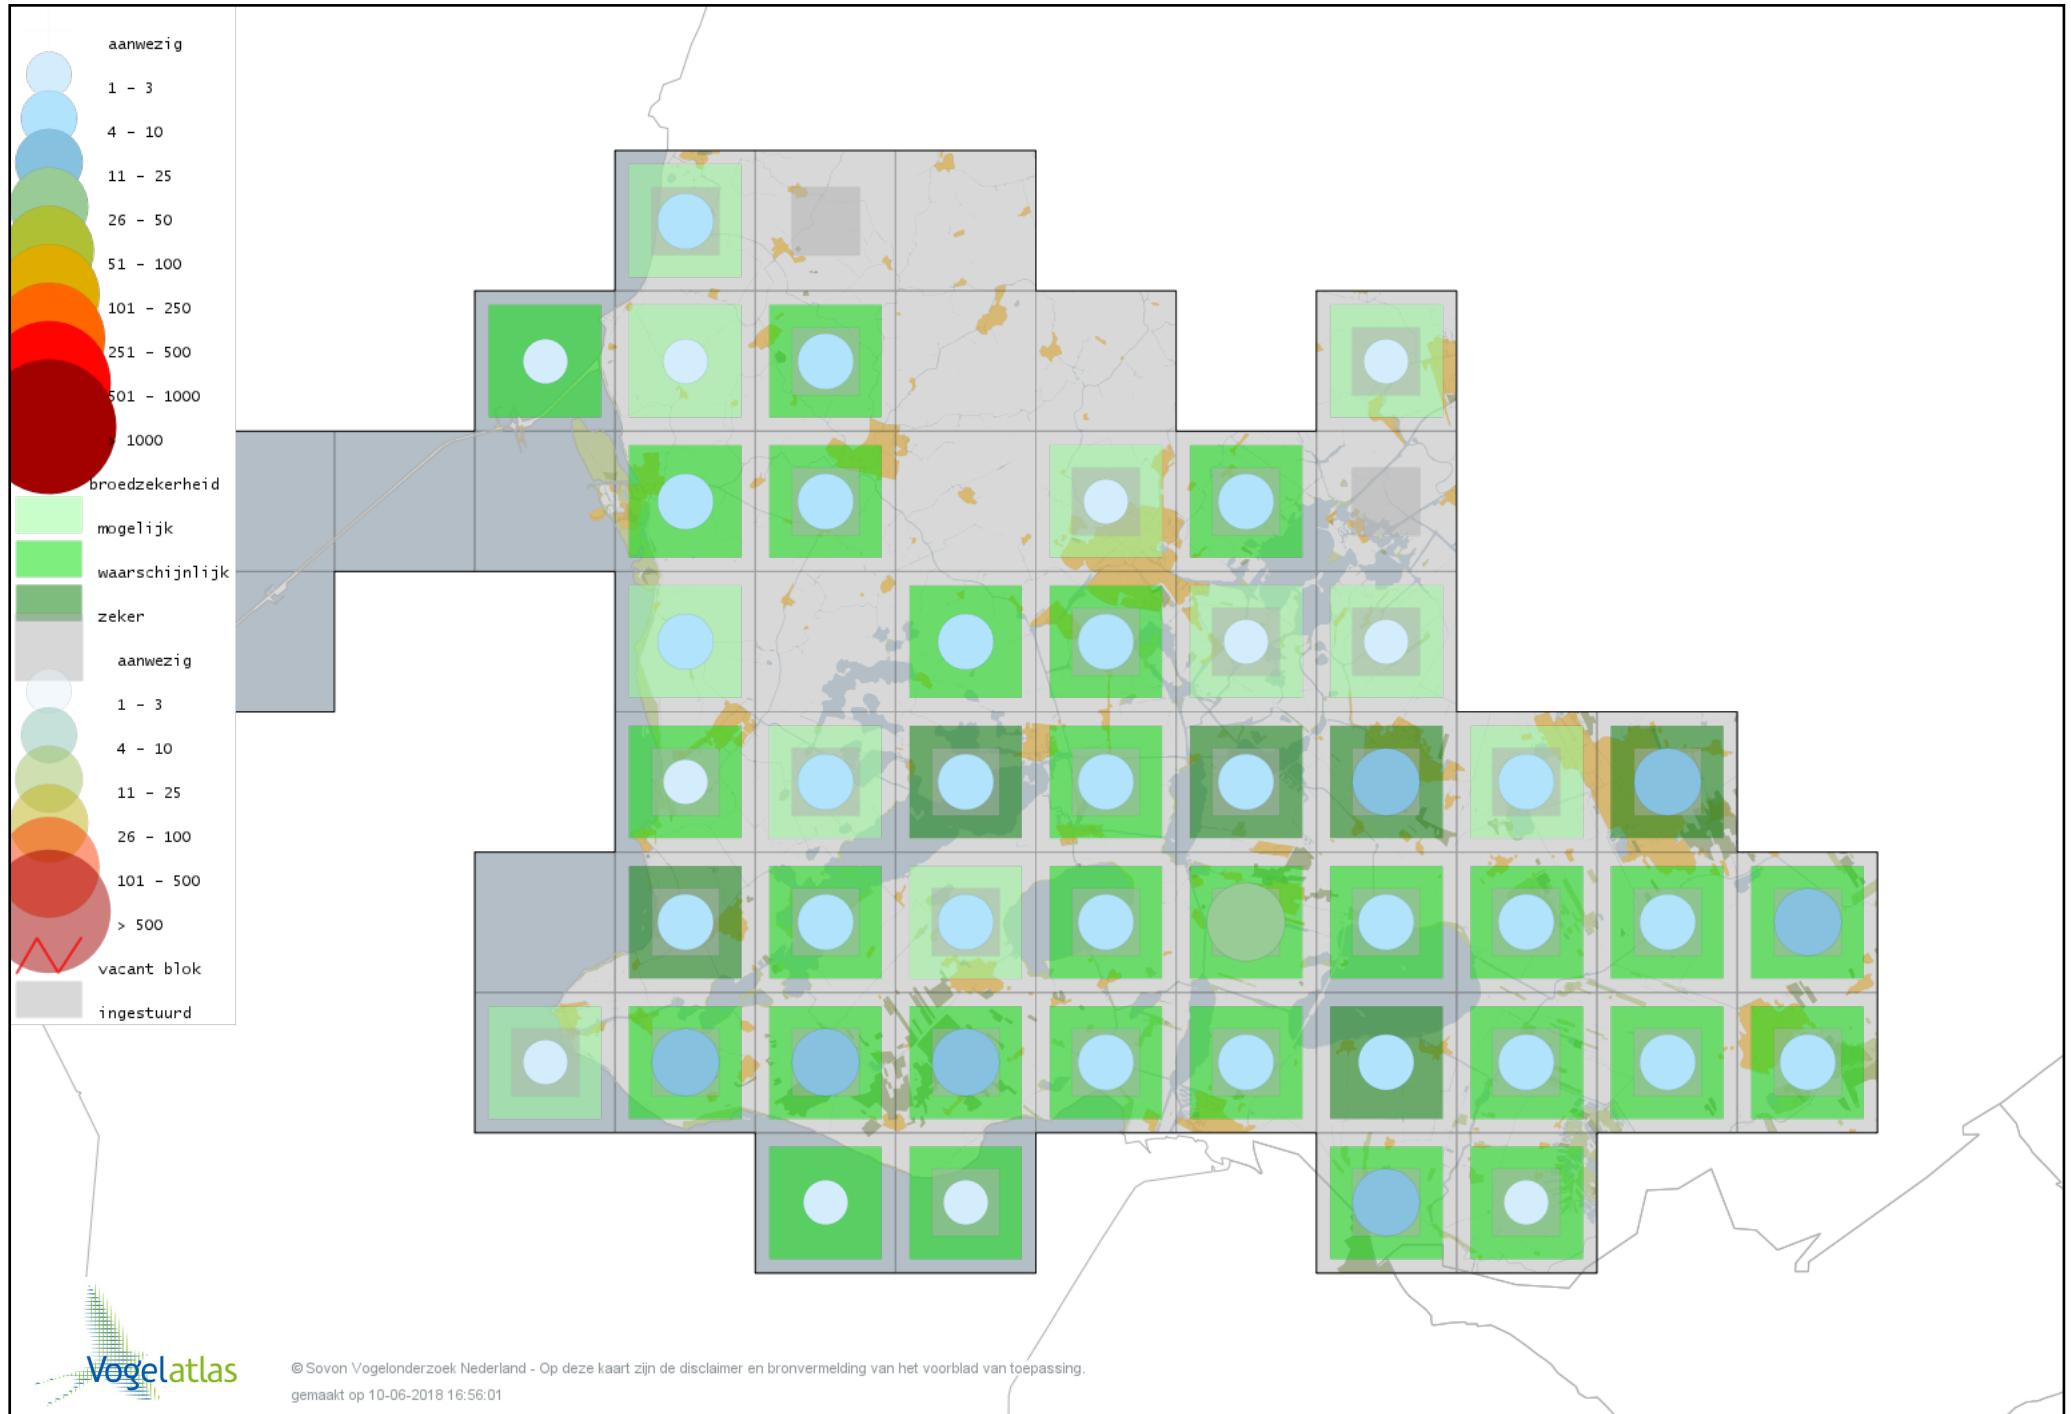 aanwezig
1 - 3
4 - 10
11 - 25
26 - 50
51 - 100
101 - 250
251 - 500
501 - 1000
> 1000
broedzekerheid
mogelijk
waarschijnlijk
zeker
aanwezig
1 - 3
4 - 10
11 - 25
26 - 100
101 - 500
> 500
vacant blok
ingestuurd
Vogelatlas
© Sovon Vogelonderzoek Nederland - Op deze kaart zijn de disclaimer en bronvermelding van het voorblad van toepassing.
gemaakt op 10-06-2018 16:56:01